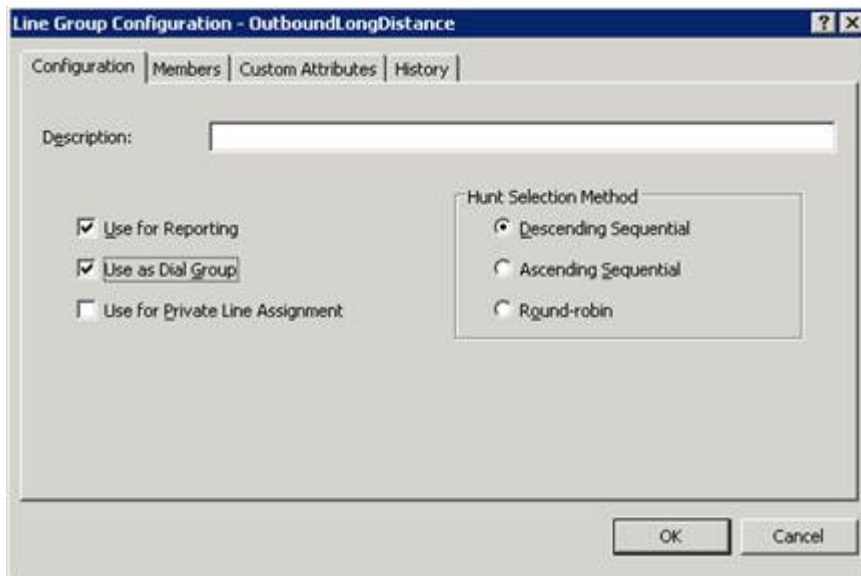 Line Group Configuration - OutboundLongDistance
Configuration Members Custom Attributes History
Description:
Hunt Selection Method
Use for Reporting
Descending Sequential
Use as Dial Group
Ascending Sequential
Use for Private Line Assignment
Round-robin
OK Cancel